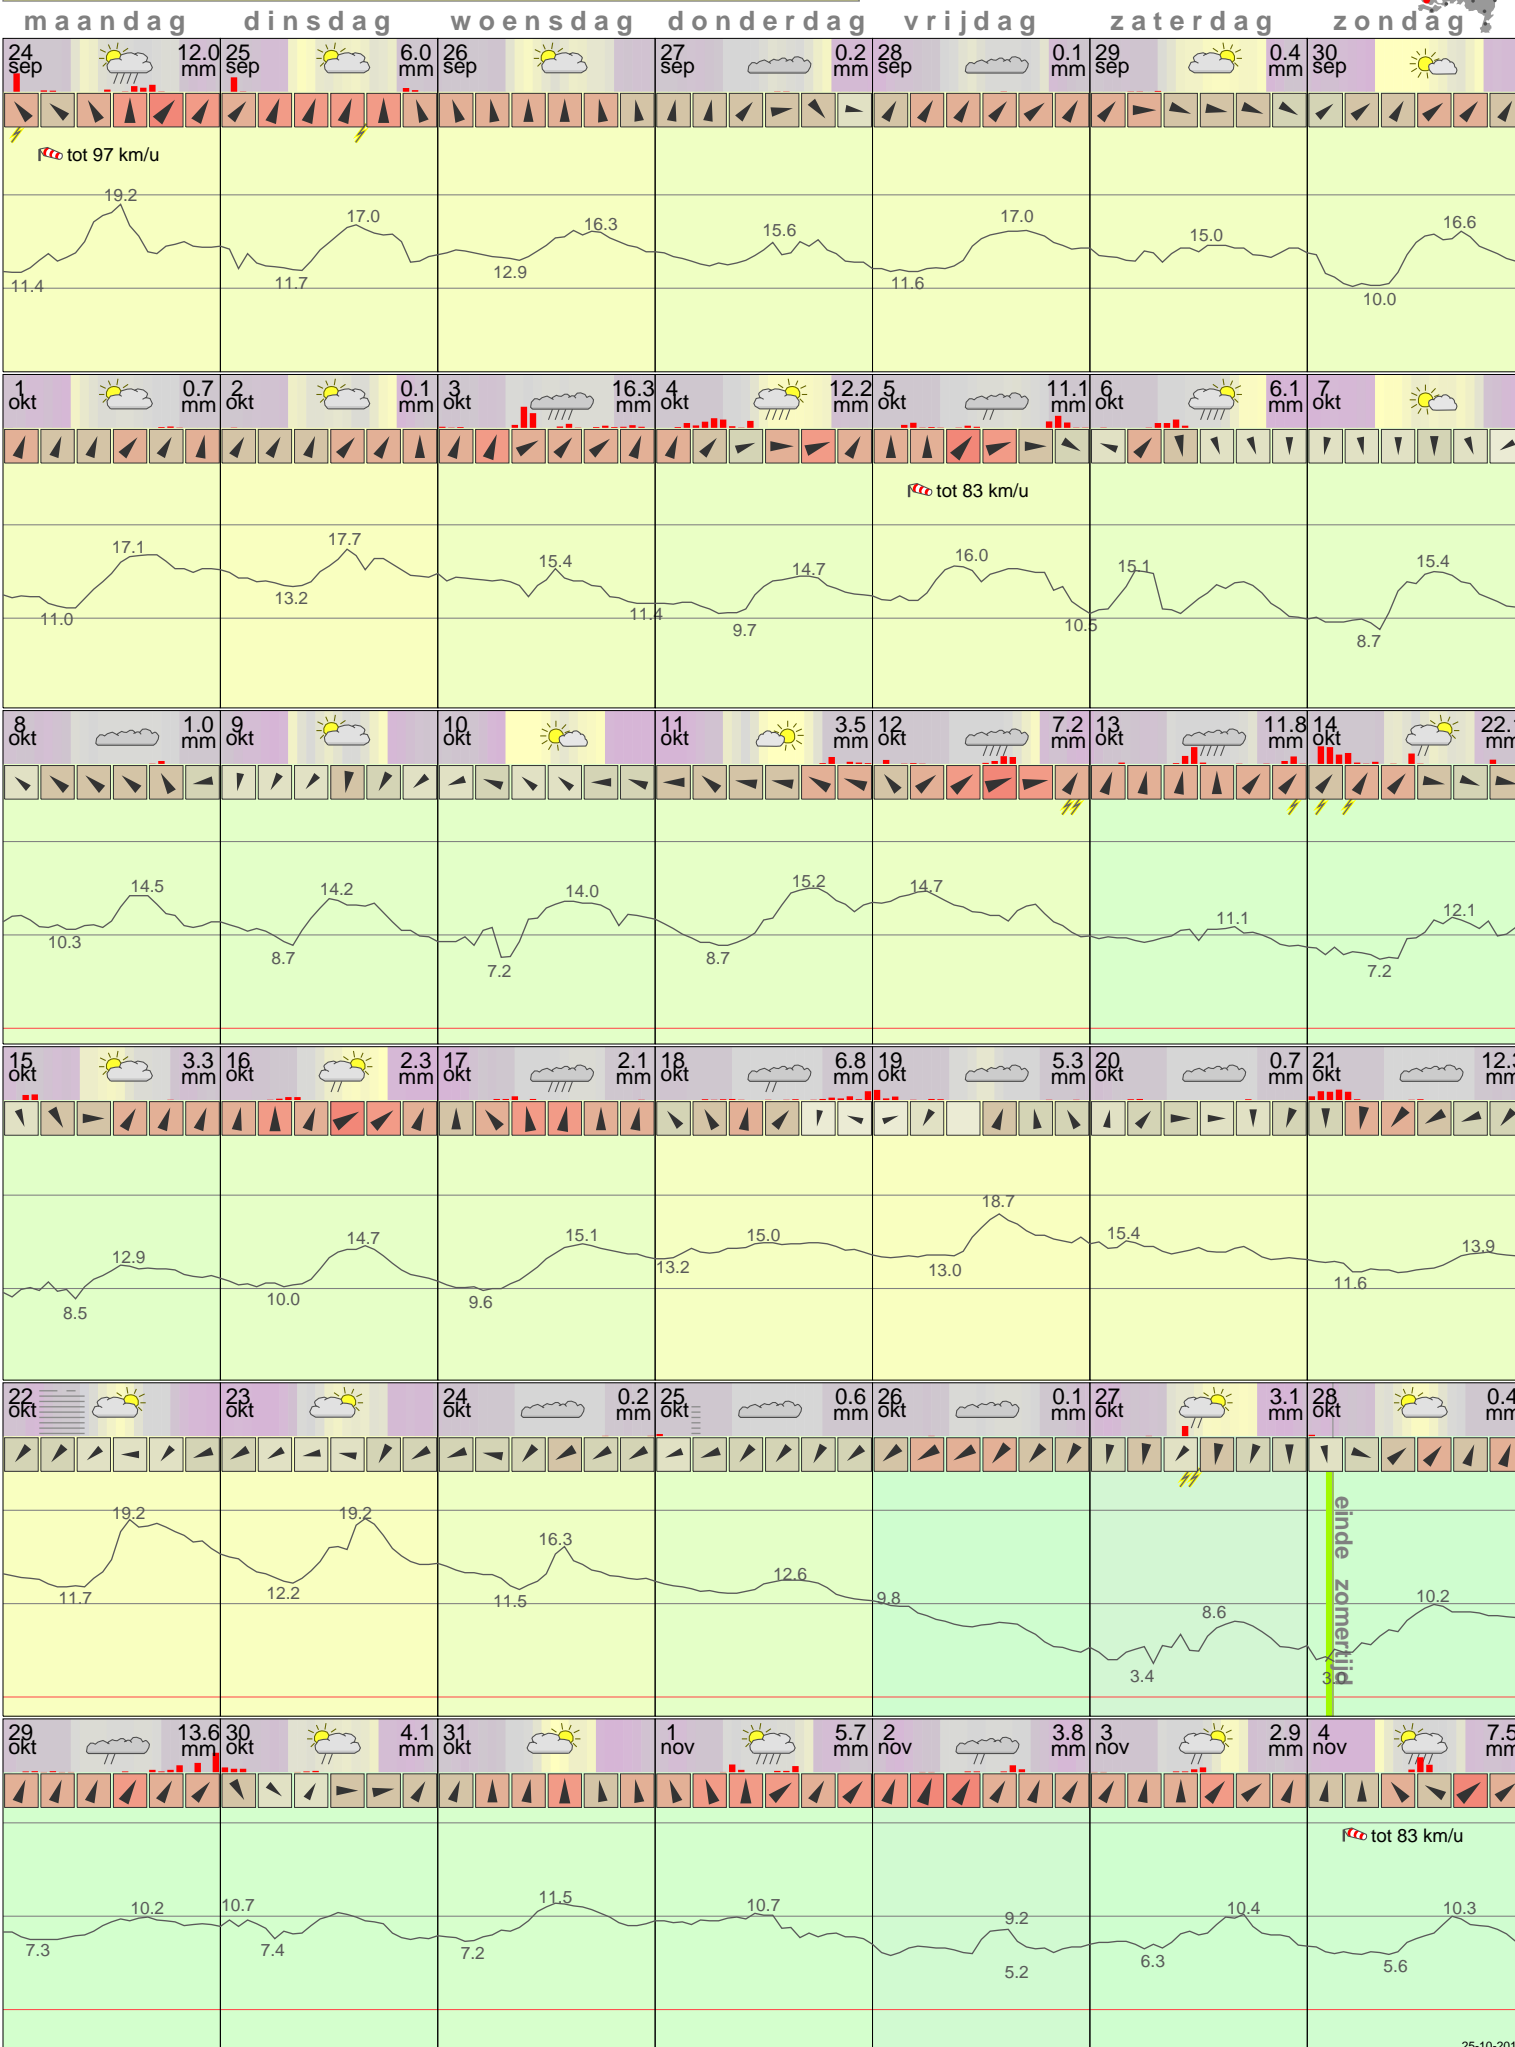 maandag dinsdag woensdag donderdag vrijdag zaterdag zondag
24 sep 12.0 mm 25 sep 6.0 mm 26 sep 27 sep 0.2 mm 28 sep 0.1 mm 29 sep 0.4 mm 30 sep
tot 97 km/u
19.2 17.0 16.3 15.6 17.0 15.0 16.6
11.4 11.7 12.9 11.6 10.0
1 okt 0.7 mm 2 okt 0.1 mm 3 okt 16.3 mm 4 okt 12.2 mm 5 okt 11.1 mm 6 okt 6.1 mm 7 okt
tot 83 km/u
17.1 17.7 15.4 14.7 16.0 15.1 15.4
11.0 13.2 11.4 9.7 10.5 8.7
8 okt 1.0 mm 9 okt 10 okt 11 okt 3.5 mm 12 okt 7.2 mm 13 okt 11.8 mm 14 okt 22.
14.5 14.2 14.0 15.2 14.7 11.1 12.1
10.3 8.7 7.2 8.7 7.2
15 okt 3.3 mm 16 okt 2.3 mm 17 okt 2.1 mm 18 okt 6.8 mm 19 okt 5.3 mm 20 okt 0.7 mm 21 okt 12.
12.9 14.7 15.1 15.0 18.7 15.4 13.9
8.5 10.0 9.6 13.2 13.0 11.6
22 okt 23 okt 24 okt 0.2 mm 25 okt 0.6 mm 26 okt 0.1 mm 27 okt 3.1 mm 28 okt 0.4
einde zomertijd
19.2 19.2 16.3 12.6 9.8 8.6 10.2
11.7 12.2 11.5 3.4
29 okt 13.6 mm 30 okt 4.1 mm 31 okt 1 nov 5.7 mm 2 nov 3.8 mm 3 nov 2.9 mm 4 nov 7.5
tot 83 km/u
10.2 10.7 11.5 10.7 9.2 10.4 10.3
7.3 7.4 7.2 5.2 6.3 5.6
25-10-201